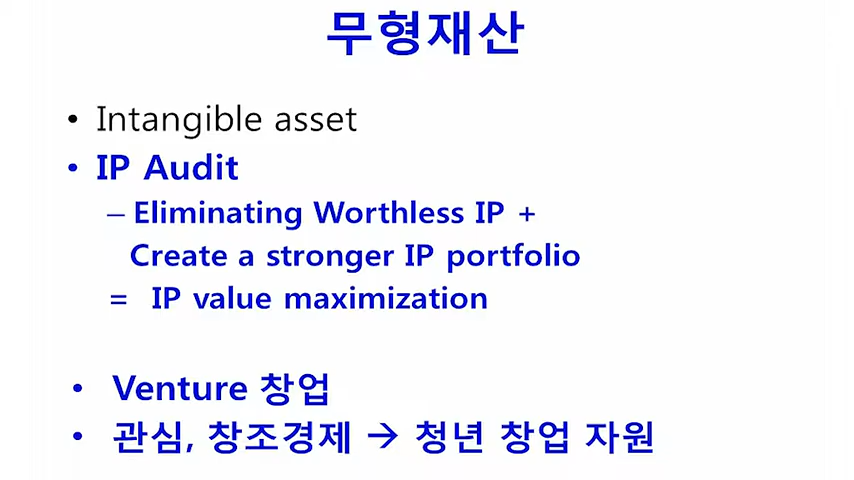 무형재산
• Intangible asset
• IP Audit
– Eliminating Worthless IP +
Create a stronger IP portfolio
= IP value maximization
• Venture 창업
• 관심, 창조경제 → 청년 창업 자원